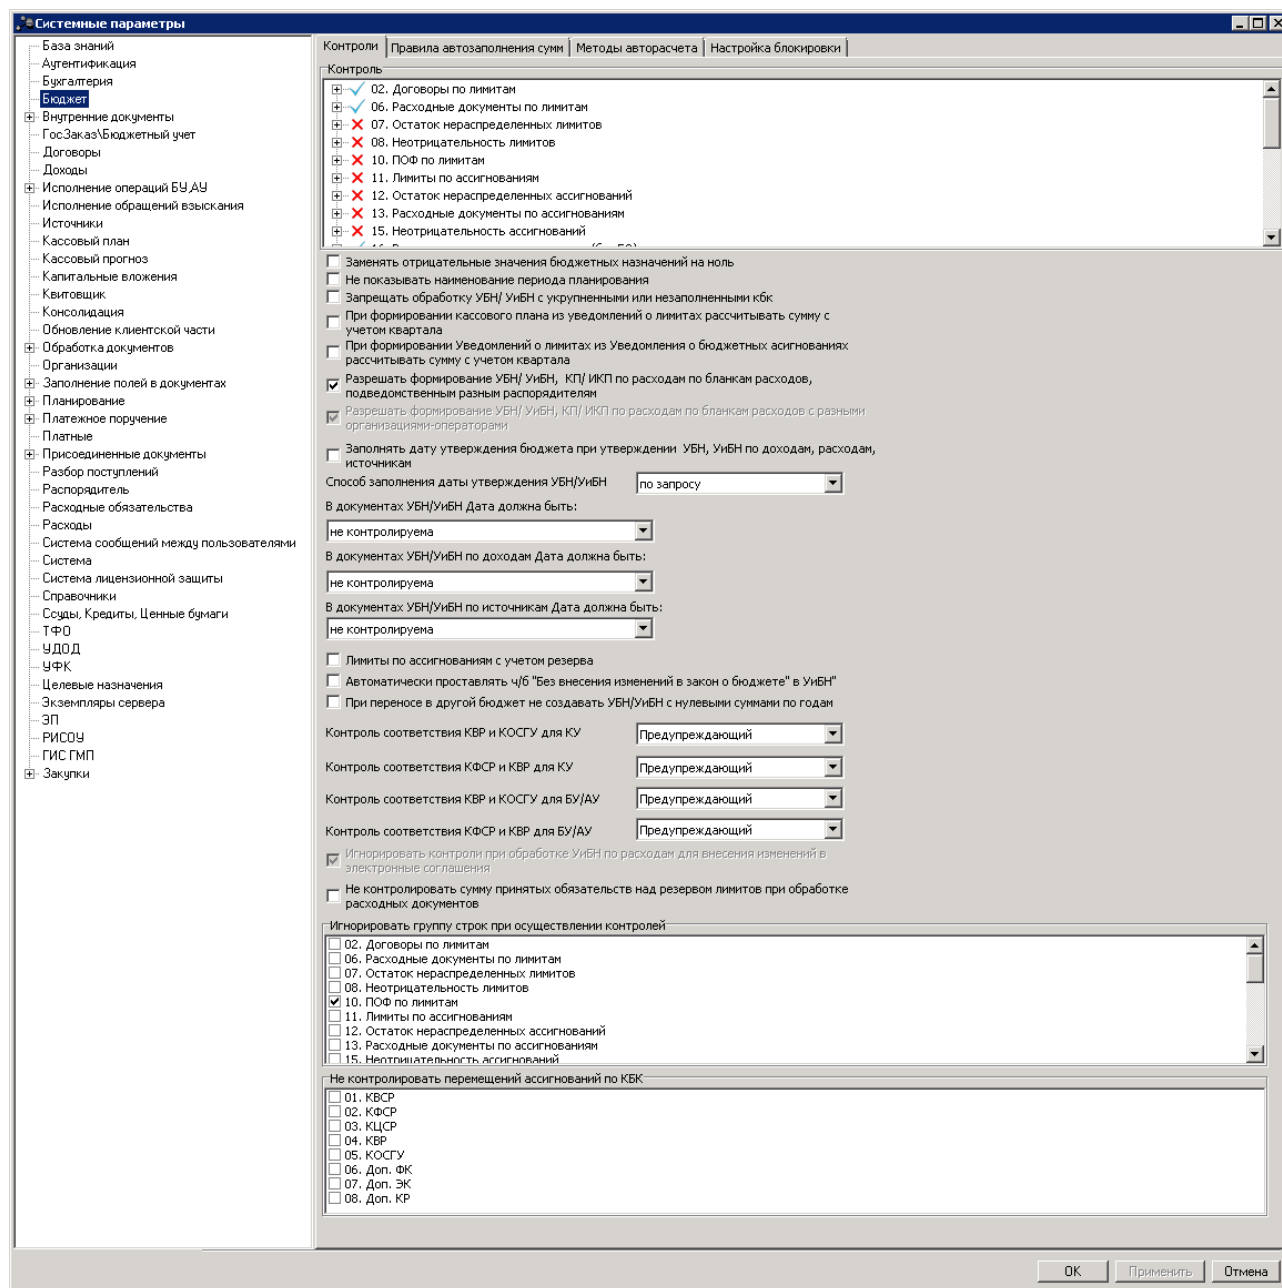 Системные параметры
База знаний
Аутентификация
Бухгалтерия
Бюджет
Внутренние документы
ГосЗаказ\Бюджетный учет
Договоры
Доходы
Исполнение операций БУ,АУ
Исполнение обращений взыскания
Источники
Кассовый план
Кассовый прогноз
Капитальные вложения
Квитовщик
Консолидация
Обновление клиентской части
Обработка документов
Организации
Заполнение полей в документах
Планирование
Платежное поручение
Платные
Присоединенные документы
Разбор поступлений
Распорядитель
Расходные обязательства
Расходы
Система сообщений между пользователями
Система
Система лицензионной защиты
Справочники
Ссуды, Кредиты, Ценные бумаги
ТФО
УДОД
УФК
Целевые назначения
Экземпляры сервера
ЭП
РИСОУ
ГИС ГМП
Закупки
Контроли Правила автозаполнения сумм Методы авторасчета Настройка блокировки
Контроль
02. Договоры по лимитам
06. Расходные документы по лимитам
07. Остаток нераспределенных лимитов
08. Неотрицательность лимитов
10. ПОФ по лимитам
11. Лимиты по ассигнованиям
12. Остаток нераспределенных ассигнований
13. Расходные документы по ассигнованиям
15. Неотрицательность ассигнований
Заменять отрицательные значения бюджетных назначений на ноль
Не показывать наименование периода планирования
Запрещать обработку УБН/ УиБН с укрупненными или незаполненными кбк
При формировании кассового плана из уведомлений о лимитах рассчитывать сумму с
учетом квартала
При формировании Уведомлений о лимитах из Уведомления о бюджетных асигнованиях
рассчитывать сумму с учетом квартала
Разрешать формирование УБН/ УиБН, КП/ ИКП по расходам по бланкам расходов,
подведомственным разным распорядителям
Разрешать формирование УБН/ УиБН, КП/ ИКП по расходам по бланкам расходов с разными
организациями-операторами
Заполнять дату утверждения бюджета при утверждении УБН, УиБН по доходам, расходам,
источникам
Способ заполнения даты утверждения УБН/УиБН по запросу
В документах УБН/УиБН Дата должна быть:
не контролируема
В документах УБН/УиБН по доходам Дата должна быть:
не контролируема
В документах УБН/УиБН по источникам Дата должна быть:
не контролируема
Лимиты по ассигнованиям с учетом резерва
Автоматически проставлять ч/б "Без внесения изменений в закон о бюджете" в УиБН"
При переносе в другой бюджет не создавать УБН/УиБН с нулевыми суммами по годам
Контроль соответствия КВР и КОСГУ для КУ Предупреждающий
Контроль соответствия КФСР и КВР для КУ Предупреждающий
Контроль соответствия КВР и КОСГУ для БУ/АУ Предупреждающий
Контроль соответствия КФСР и КВР для БУ/АУ Предупреждающий
Игнорировать контроли при обработке УиБН по расходам для внесения изменений в
электронные соглашения
Не контролировать сумму принятых обязательств над резервом лимитов при обработке
расходных документов
Игнорировать группу строк при осуществлении контролей
02. Договоры по лимитам
06. Расходные документы по лимитам
07. Остаток нераспределенных лимитов
08. Неотрицательность лимитов
10. ПОФ по лимитам
11. Лимиты по ассигнованиям
12. Остаток нераспределенных ассигнований
13. Расходные документы по ассигнованиям
15. Неотрицательность ассигнований
Не контролировать перемещений ассигнований по КБК
01. КВСР
02. КФСР
03. КЦСР
04. КВР
05. КОСГУ
06. Доп. ФК
07. Доп. ЭК
08. Доп. КР
OK Применить Отмена